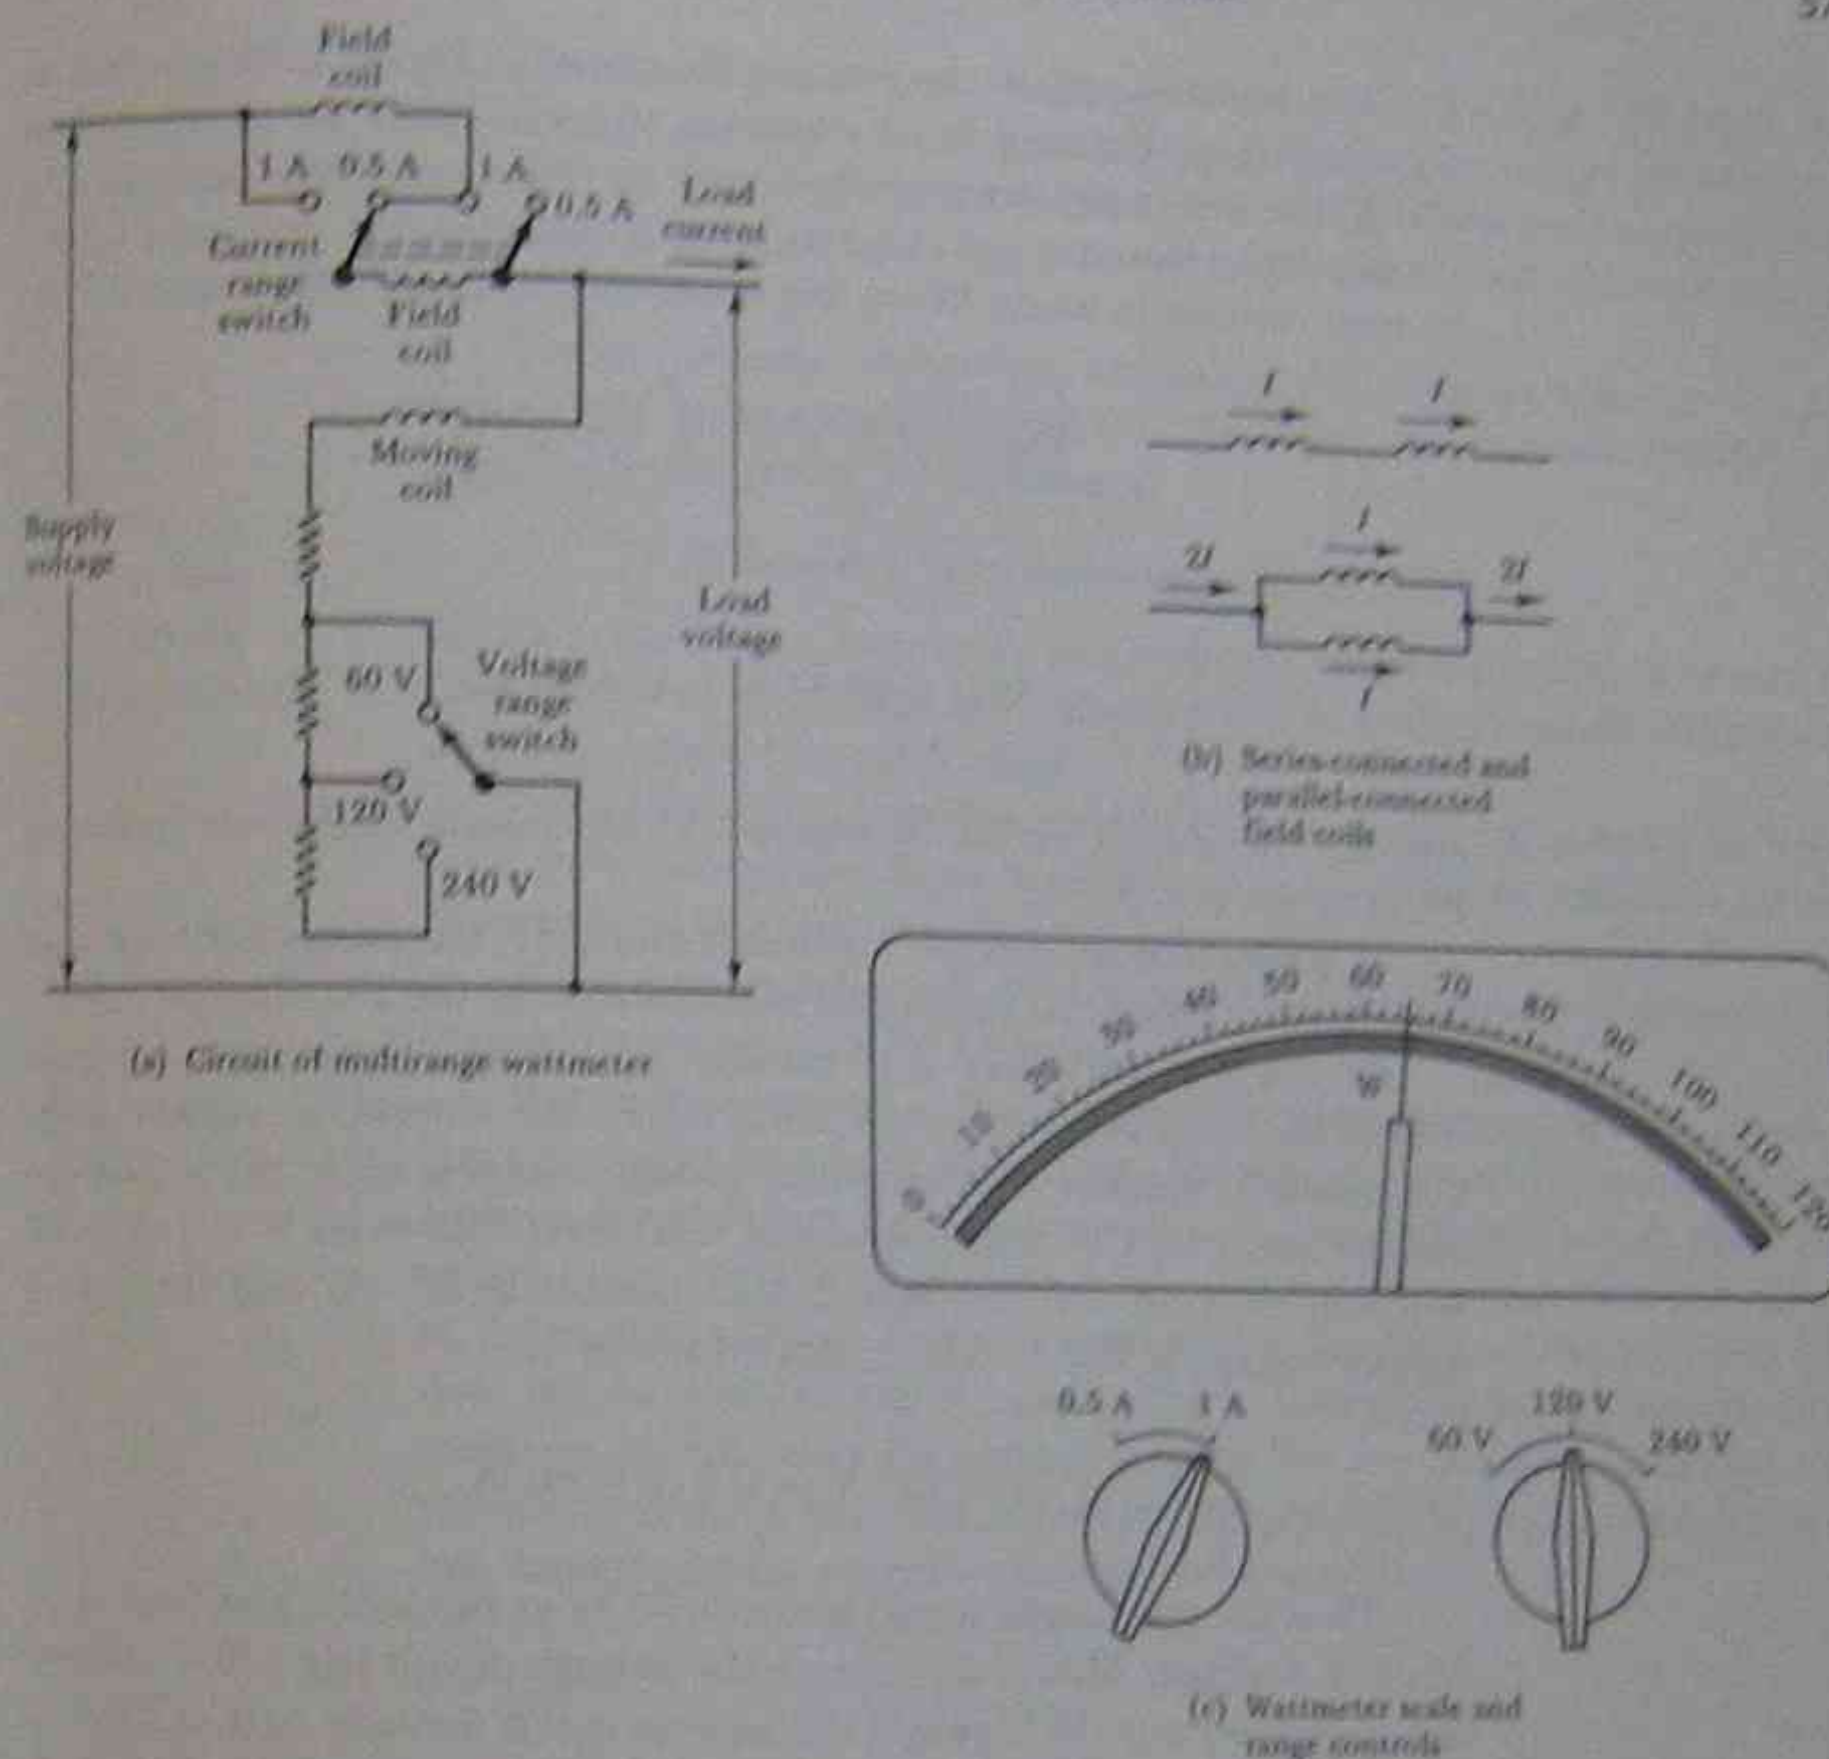 Field
coil
1 A 0.5 A 1 A
0.5 A
Load
current
Current
range
switch
Field
coil
Moving
coil
Supply
voltage
Load
voltage
60 V
Voltage
range
switch
120 V
240 V
(a) Circuit of multirange wattmeter
I I
2I I 2I
I
(b) Series-connected and
parallel-connected
field coils
0 10 20 30 40 50 60 70 80 90 100 110 120
W
0.5 A 1 A
60 V 120 V 240 V
(c) Wattmeter scale and
range controls